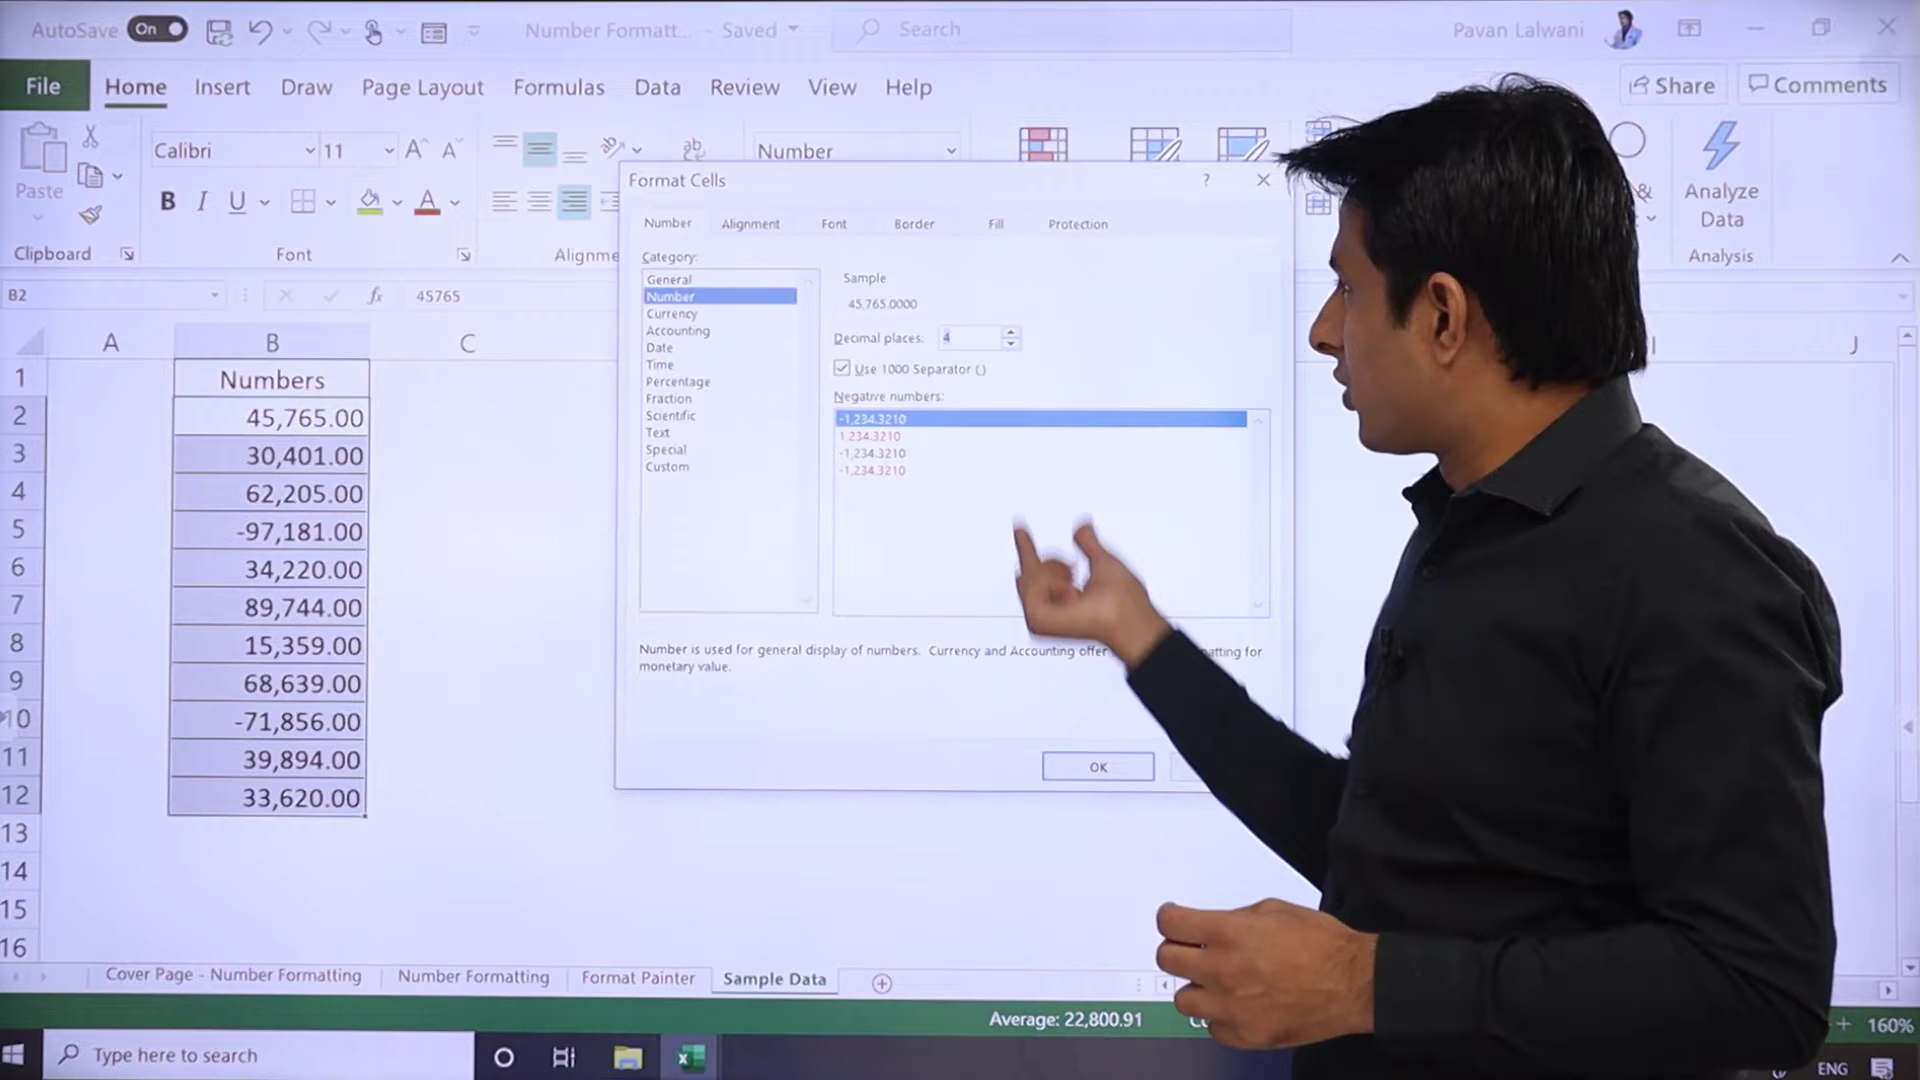 AutoSave On Number Formatt... - Saved Search Pavan Lalwani
File Home Insert Draw Page Layout Formulas Data Review View Help Share Comments
Paste Calibri 11 A A ab Number
B I U A
& Analyze Data
Clipboard Font Alignme Analysis
B2 fx 45765
A B C J
1 Numbers
2 45,765.00
3 30,401.00
4 62,205.00
5 -97,181.00
6 34,220.00
7 89,744.00
8 15,359.00
9 68,639.00
10 -71,856.00
11 39,894.00
12 33,620.00
13
14
15
16
Format Cells ?
Number Alignment Font Border Fill Protection
Category:
General
Number
Currency
Accounting
Date
Time
Percentage
Fraction
Scientific
Text
Special
Custom
Sample
45,765.0000
Decimal places: 4
Use 1000 Separator (,)
Negative numbers:
-1,234.3210
1,234.3210
-1,234.3210
-1,234.3210
Number is used for general display of numbers. Currency and Accounting offer atting for
monetary value.
OK
Cover Page - Number Formatting Number Formatting Format Painter Sample Data
Average: 22,800.91 160%
Type here to search ENG